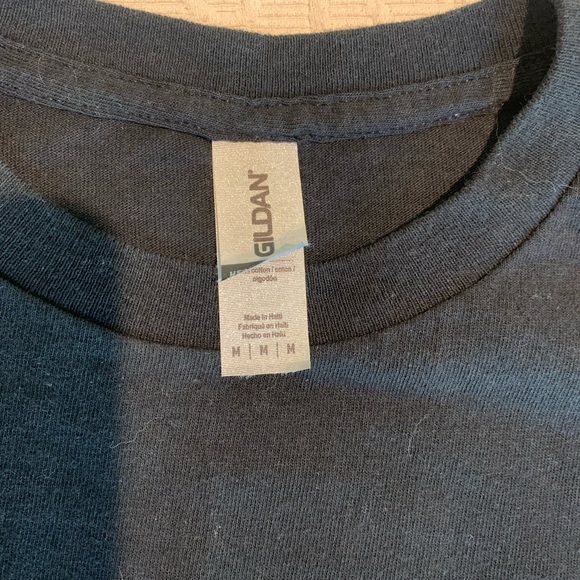 GILDAN®
cotton / coton /
algodón
Made in Haiti
Fabriqué en Haïti
Hecho en Haití
M | M | M